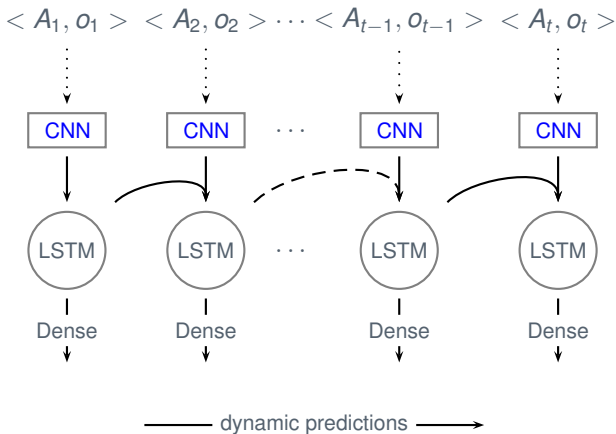 < A₁, o₁ > < A₂, o₂ > ··· < Aₜ₋₁, oₜ₋₁ > < Aₜ, oₜ >
CNN CNN ··· CNN CNN
LSTM LSTM ··· LSTM LSTM
Dense Dense Dense Dense
dynamic predictions